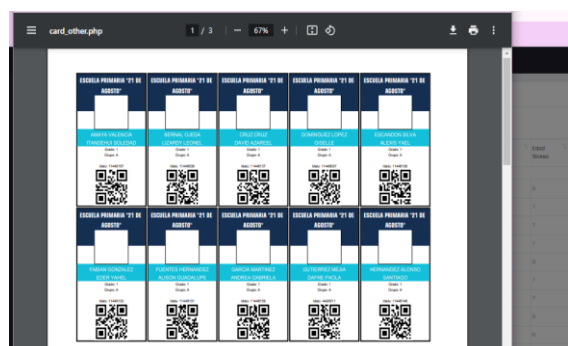 card_other.php
1 / 3
67%
ESCUELA PRIMARIA "21 DE AGOSTO"
AMAYA VALENCIA
ITANDEHUI SOLEDAD
Grado: 1
Grupo: A
ESCUELA PRIMARIA "21 DE AGOSTO"
BERNAL OJEDA
LIZARDY LEONEL
Grado: 1
Grupo: A
ESCUELA PRIMARIA "21 DE AGOSTO"
CRUZ CRUZ
DAVID AZAREEL
Grado: 1
Grupo: A
ESCUELA PRIMARIA "21 DE AGOSTO"
DOMINGUEZ LOPEZ
GISELLE
Grado: 1
Grupo: A
ESCUELA PRIMARIA "21 DE AGOSTO"
ESCANDON SILVA
ALEXIS YAEL
Grado: 1
Grupo: A
ESCUELA PRIMARIA "21 DE AGOSTO"
FABIAN GONZALEZ
EDER YAHEL
Grado: 1
Grupo: A
ESCUELA PRIMARIA "21 DE AGOSTO"
FUENTES HERNANDEZ
ALISON GUADALUPE
Grado: 1
Grupo: A
ESCUELA PRIMARIA "21 DE AGOSTO"
GARCIA MARTINEZ
ANDREA GABRIELA
Grado: 1
Grupo: A
ESCUELA PRIMARIA "21 DE AGOSTO"
GUTIERREZ MEJIA
DAFNE PAOLA
Grado: 1
Grupo: A
ESCUELA PRIMARIA "21 DE AGOSTO"
HERNANDEZ ALONSO
SANTIAGO
Grado: 1
Grupo: A